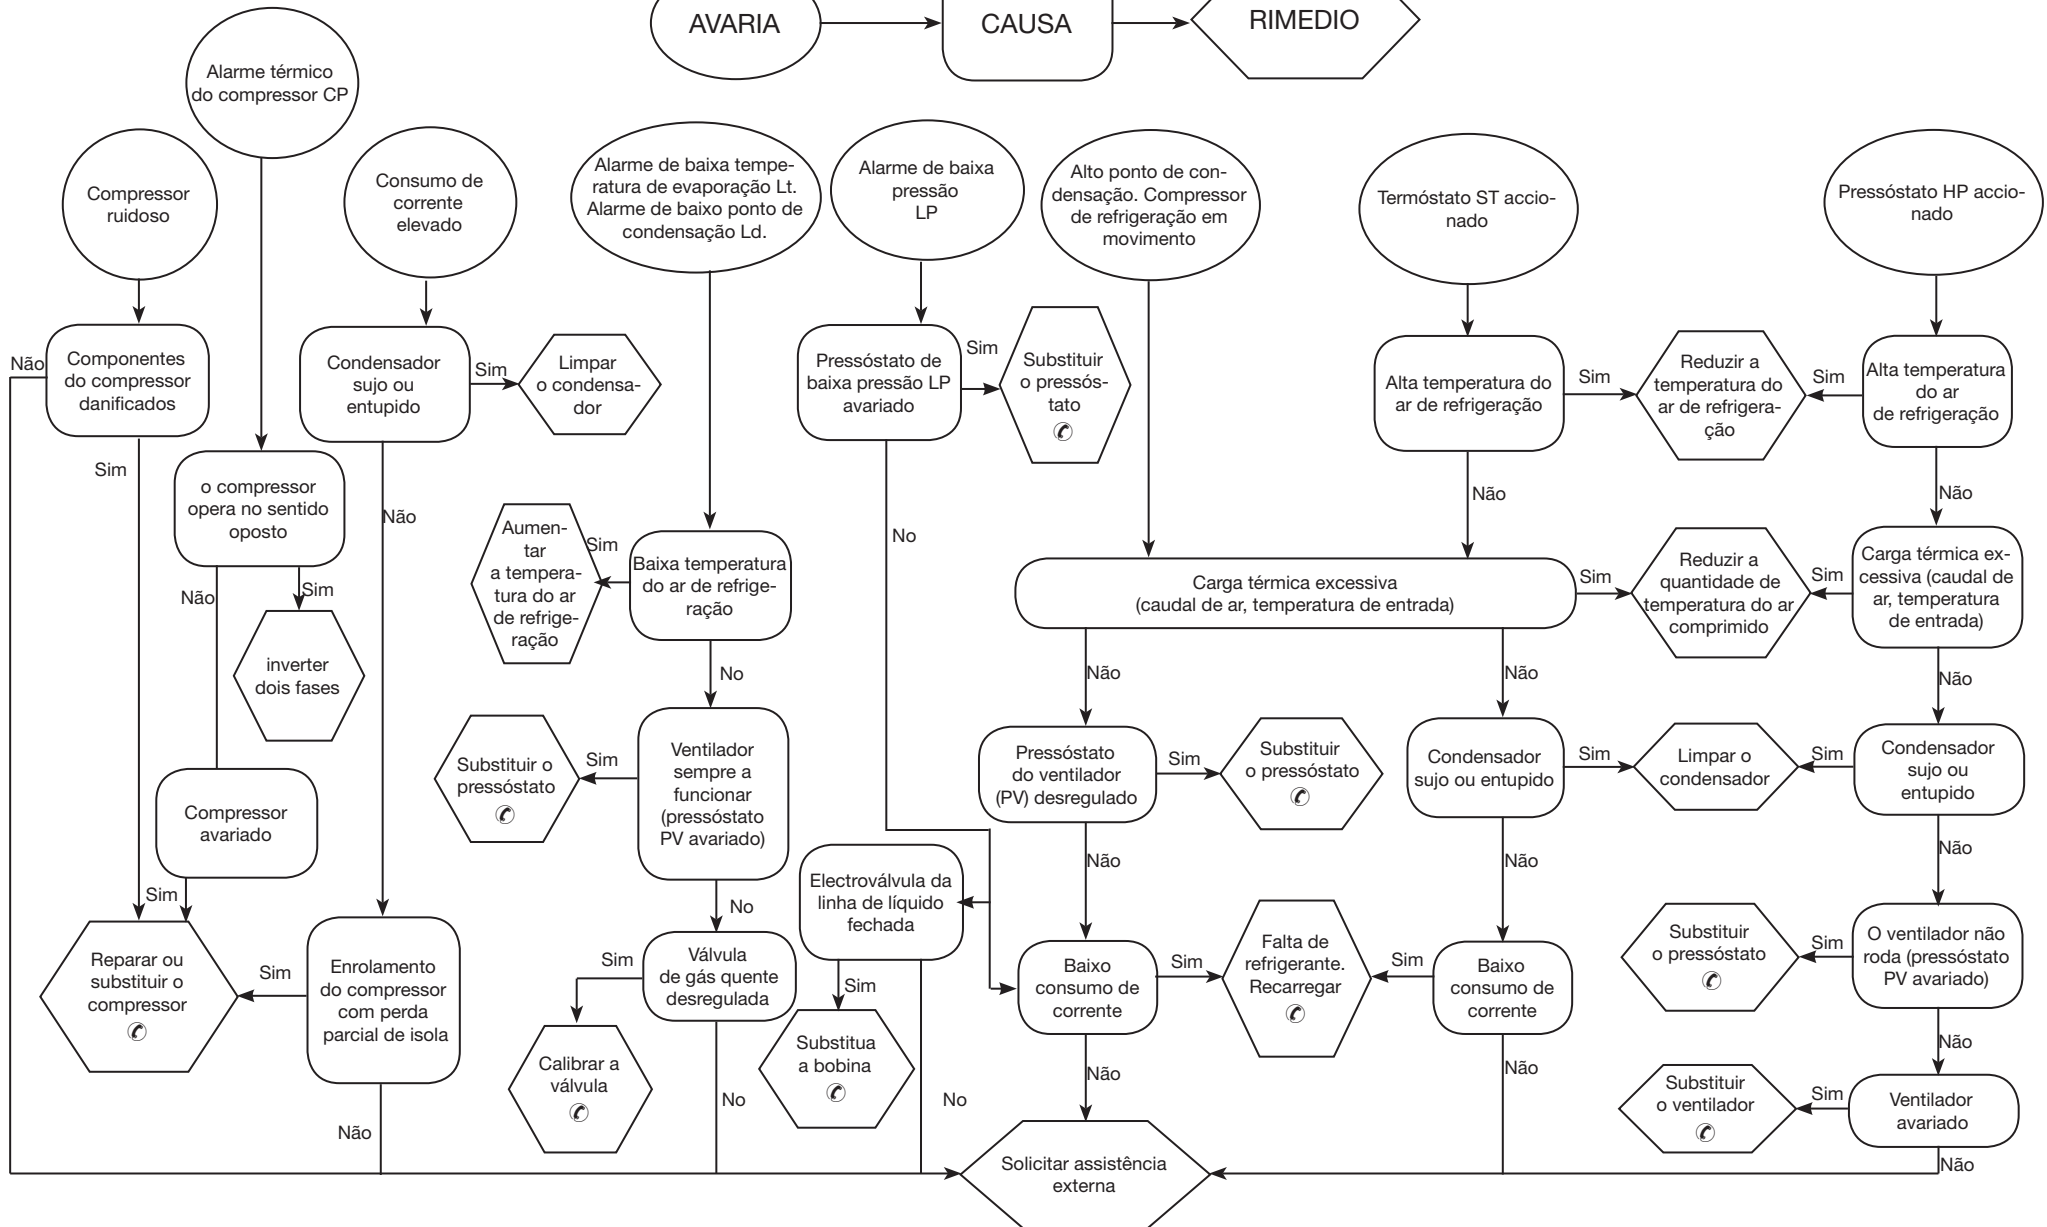 AVARIA
CAUSA
RIMEDIO
Alarme térmico
do compressor CP
Compressor
ruidoso
Consumo de
corrente
elevado
Alarme de baixa tempe-
ratura de evaporação Lt.
Alarme de baixo ponto de
condensação Ld.
Alarme de baixa
pressão
LP
Alto ponto de con-
densação. Compressor
de refrigeração em
movimento
Termóstato ST accio-
nado
Pressóstato HP accio-
nado
Não
Componentes
do compressor
danificados
Sim
Condensador
sujo ou
entupido
Sim
Limpar
o condensa-
dor
Não
Pressóstato de
baixa pressão LP
avariado
Sim
Substituir
o pressós-
tato
No
Alta temperatura do
ar de refrigeração
Sim
Reduzir a
temperatura do
ar de refrigera-
ção
Sim
Alta temperatura
do ar
de refrigeração
Não
Não
o compressor
opera no sentido
oposto
Não
Sim
inverter
dois fases
Aumen-
tar
a tempera-
tura do ar
de refrige-
ração
Sim
Baixa temperatura
do ar de refrige-
ração
No
Carga térmica excessiva
(caudal de ar, temperatura de entrada)
Sim
Reduzir a
quantidade de
temperatura do ar
comprimido
Sim
Carga térmica ex-
cessiva (caudal de
ar, temperatura
de entrada)
Não
Não
Não
Compressor
avariado
Sim
Substituir o
pressóstato
Sim
Ventilador
sempre a
funcionar
(pressóstato
PV avariado)
No
Pressóstato
do ventilador
(PV) desregulado
Sim
Substituir
o pressóstato
Não
Condensador
sujo ou entupido
Sim
Limpar o
condensador
Sim
Condensador
sujo ou
entupido
Não
Não
Electroválvula da
linha de líquido
fechada
Sim
Reparar ou
substituir o
compressor
Sim
Enrolamento
do compressor
com perda
parcial de isola
Não
Sim
Válvula
de gás quente
desregulada
Calibrar a
válvula
No
Substitua
a bobina
No
Baixo
consumo de
corrente
Sim
Falta de
refrigerante.
Recarregar
Sim
Baixo
consumo de
corrente
Não
Não
Substituir
o pressóstato
Sim
O ventilador não
roda (pressóstato
PV avariado)
Não
Substituir
o ventilador
Sim
Ventilador
avariado
Não
Solicitar assistência
externa